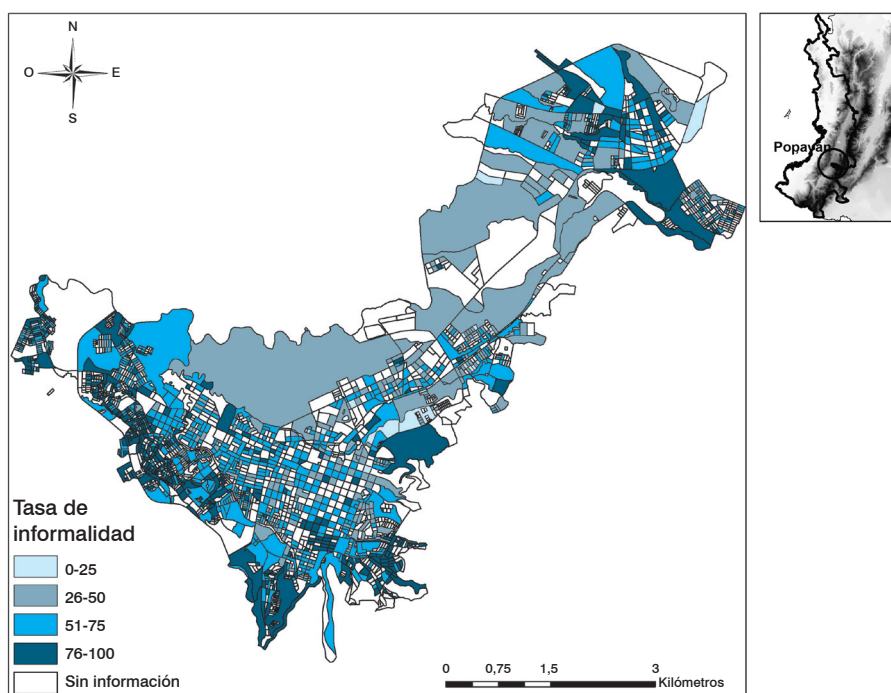 N
O E
S
Popayán
Tasa de
informalidad
0-25
26-50
51-75
76-100
Sin información
0 0,75 1,5 3
Kilómetros